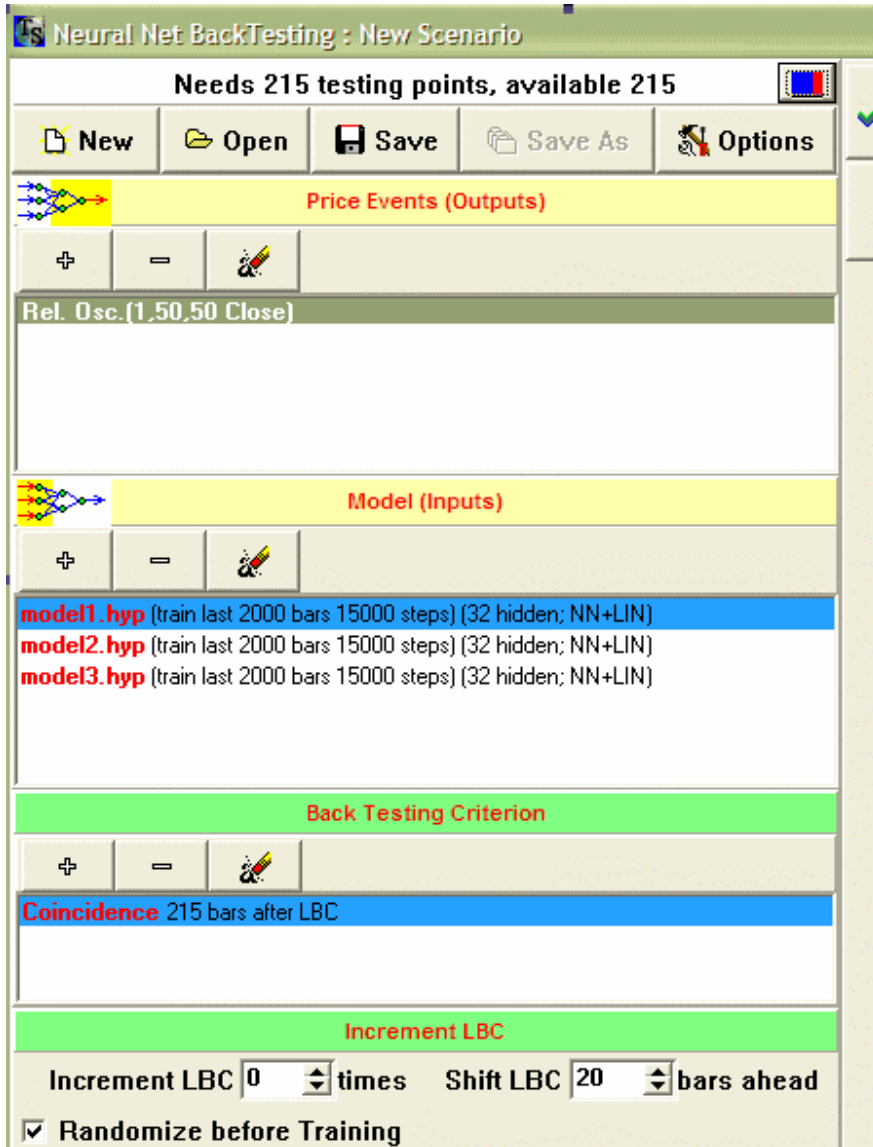 TS Neural Net BackTesting : New Scenario
Needs 215 testing points, available 215
New Open Save Save As Options
Price Events (Outputs)
Rel. Osc.(1,50,50 Close)
Model (Inputs)
model1.hyp (train last 2000 bars 15000 steps) (32 hidden; NN+LIN)
model2.hyp (train last 2000 bars 15000 steps) (32 hidden; NN+LIN)
model3.hyp (train last 2000 bars 15000 steps) (32 hidden; NN+LIN)
Back Testing Criterion
Coincidence 215 bars after LBC
Increment LBC
Increment LBC 0 times Shift LBC 20 bars ahead
Randomize before Training